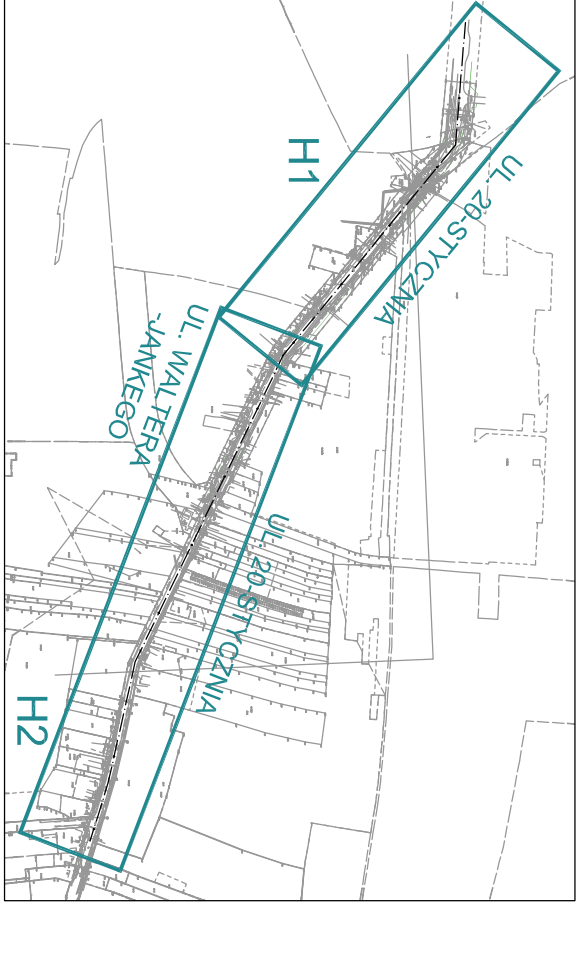 H1
UL. 20-STYCZNIA
UL. WALTERA
-JANKEGO
UL. 20-STYCZNIA
H2